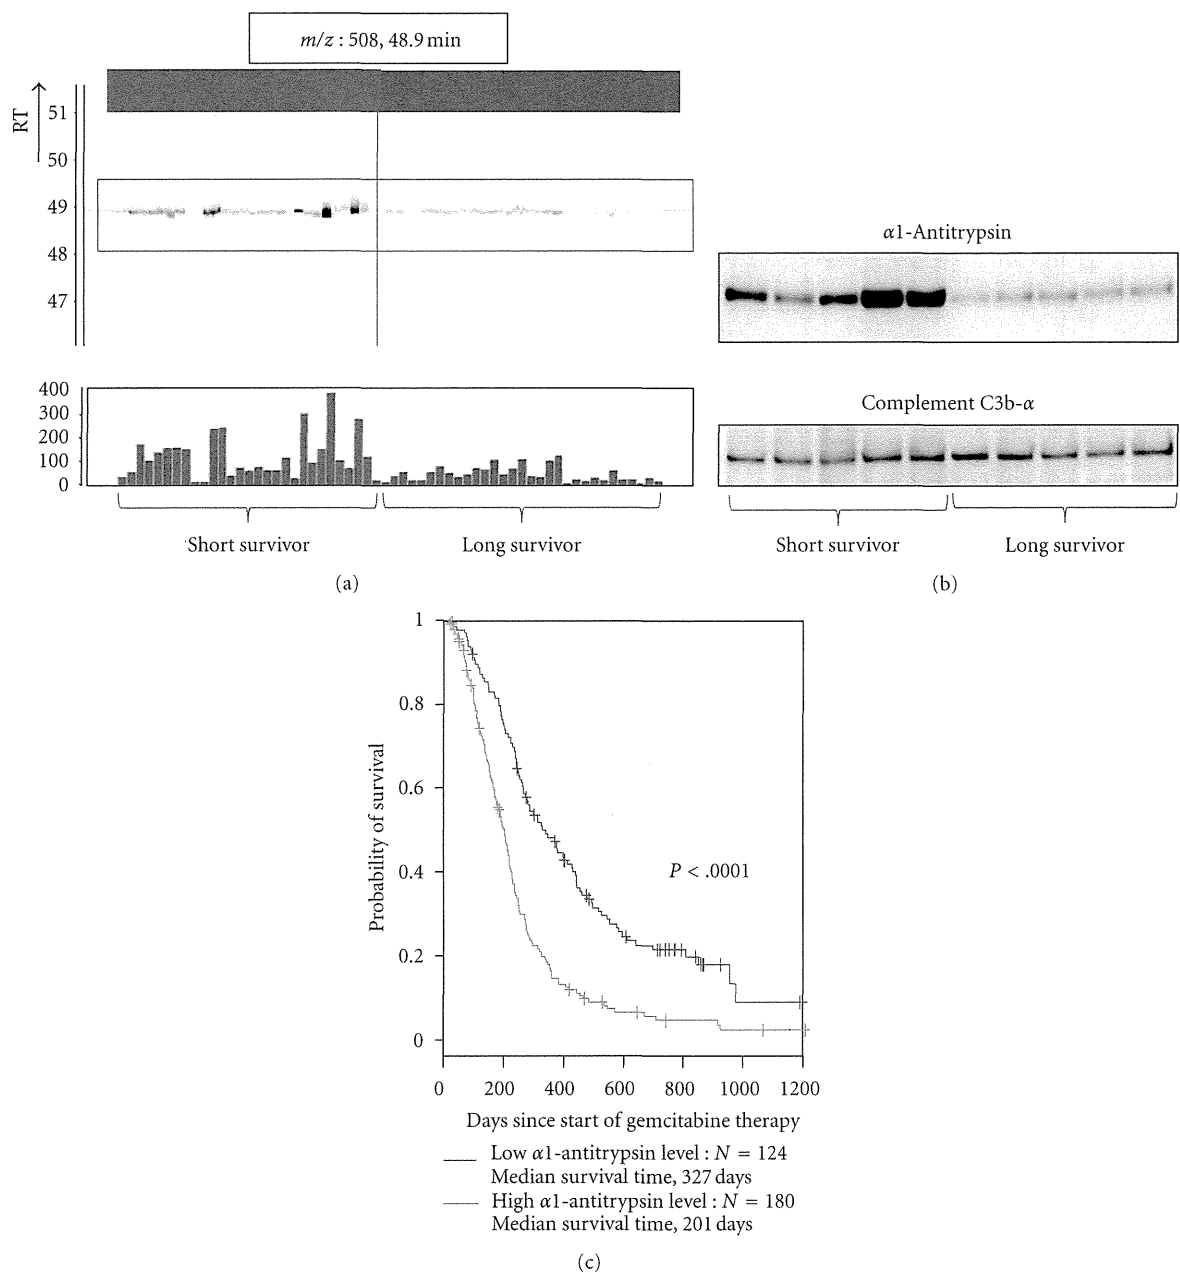 m/z : 508, 48.9 min
RT
51
50
49
48
47
400
300
200
100
0
Short survivor
Long survivor
(a)
α1-Antitrypsin
Complement C3b-α
Short survivor
Long survivor
(b)
1
0.8
0.6
0.4
0.2
0
Probability of survival
P < .0001
0 200 400 600 800 1000 1200
Days since start of gemcitabine therapy
Low α1-antitrypsin level : N = 124
Median survival time, 327 days
High α1-antitrypsin level : N = 180
Median survival time, 201 days
(c)